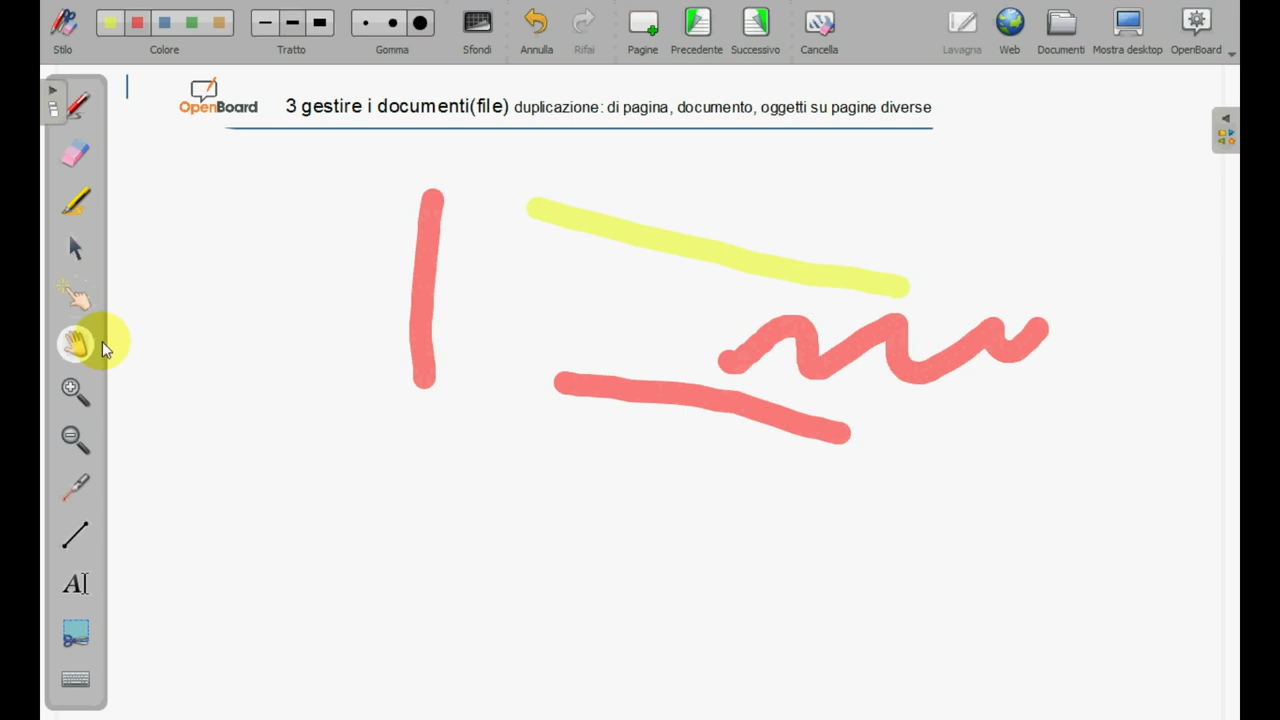 Stilo
Colore
Tratto
Gomma
Sfondi
Annulla
Rifai
Pagine
Precedente
Successivo
Cancella
Lavagna
Web
Documenti
Mostra desktop
OpenBoard
OpenBoard
3 gestire i documenti(file) duplicazione: di pagina, documento, oggetti su pagine diverse